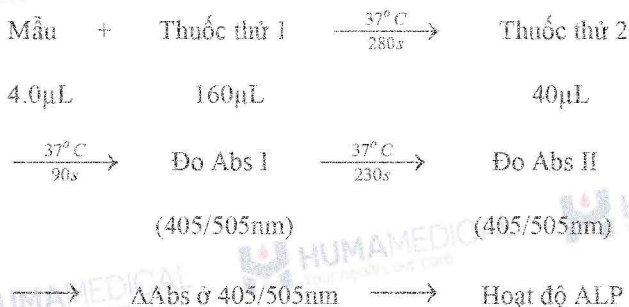 Mẫu + Thuốc thử 1 37°C 280s Thuốc thử 2
4.0µL 160µL 40µL
37°C 90s Đo Abs I 37°C 230s Đo Abs II
(405/505nm) (405/505nm)
HUMAMEDICAL
ΔAbs ở 405/505nm Hoạt độ ALP